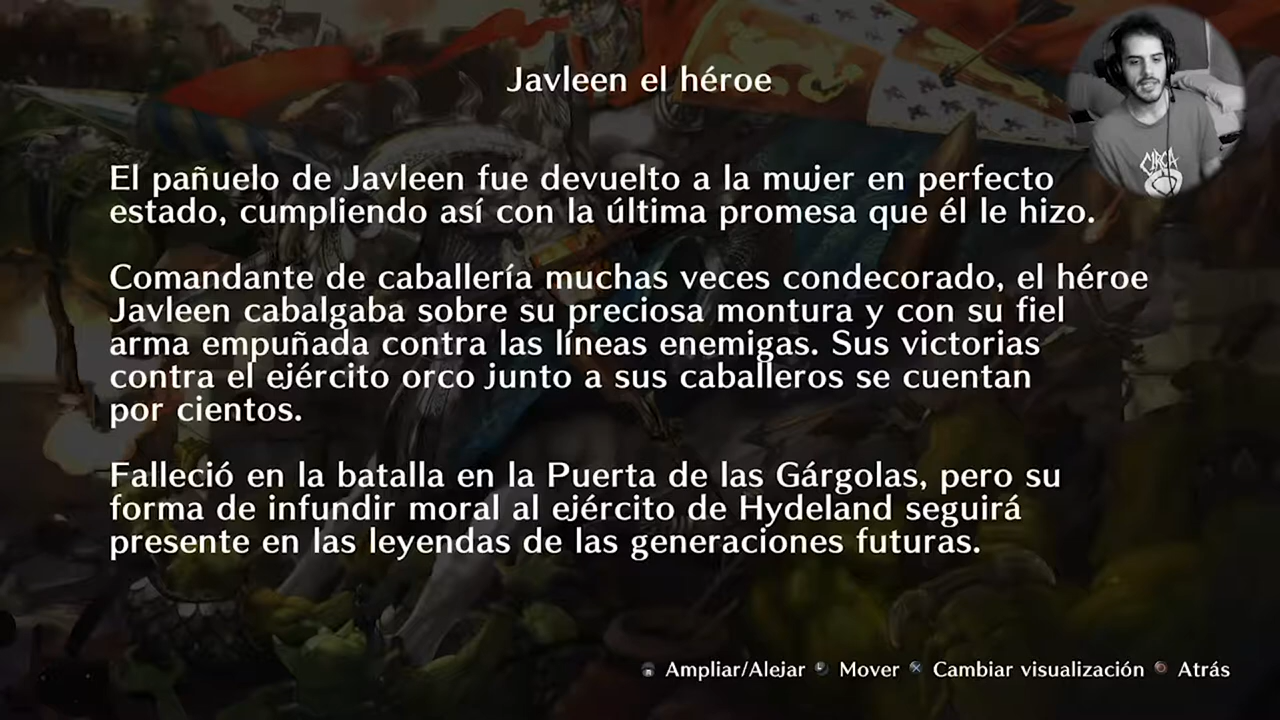 Javleen el héroe
El pañuelo de Javleen fue devuelto a la mujer en perfecto
estado, cumpliendo así con la última promesa que él le hizo.
Comandante de caballería muchas veces condecorado, el héroe
Javleen cabalgaba sobre su preciosa montura y con su fiel
arma empuñada contra las líneas enemigas. Sus victorias
contra el ejército orco junto a sus caballeros se cuentan
por cientos.
Falleció en la batalla en la Puerta de las Gárgolas, pero su
forma de infundir moral al ejército de Hydeland seguirá
presente en las leyendas de las generaciones futuras.
Ampliar/Alejar Mover Cambiar visualización Atrás